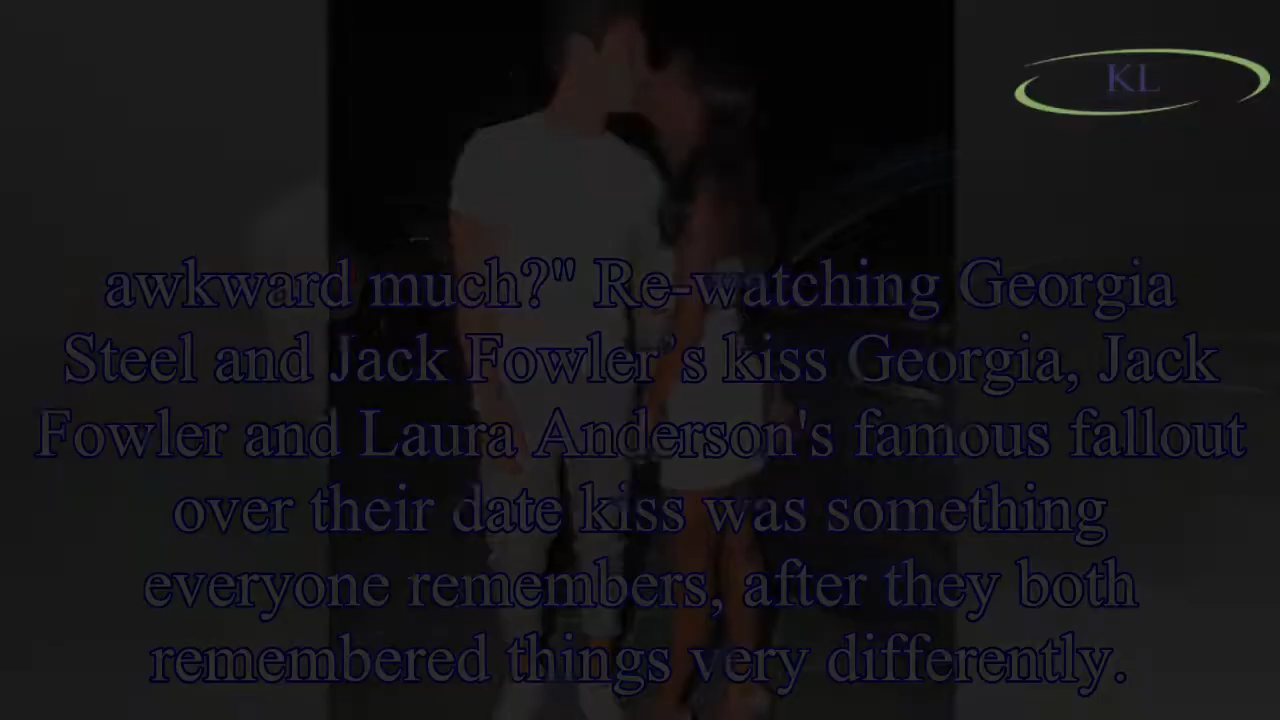 KL
awkward much?" Re-watching Georgia
Steel and Jack Fowler's kiss Georgia, Jack
Fowler and Laura Anderson's famous fallout
over their date kiss was something
everyone remembers, after they both
remembered things very differently.